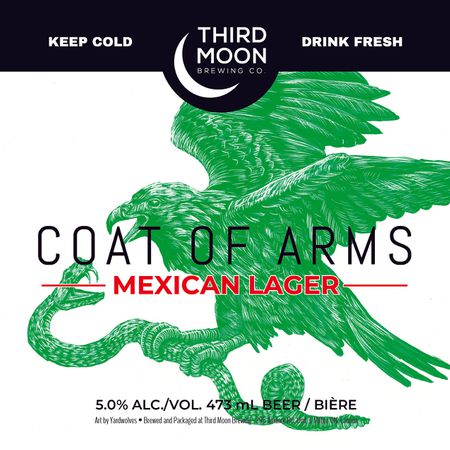 KEEP COLD
THIRD
MOON
BREWING CO.
DRINK FRESH
COAT OF ARMS
MEXICAN LAGER
5.0% ALC./VOL. 473 mL BEER / BIÈRE
Art by Yardwolves • Brewed and Packaged at Third Moon Brewing